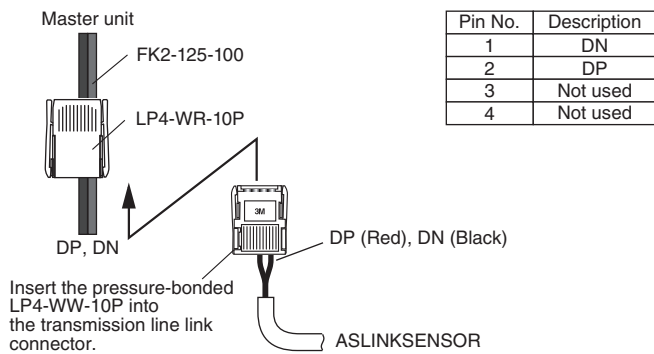 Master unit
FK2-125-100
LP4-WR-10P
DP, DN
3M
DP (Red), DN (Black)
Insert the pressure-bonded
LP4-WW-10P into
the transmission line link
connector.
ASLINKSENSOR
Pin No. Description
1 DN
2 DP
3 Not used
4 Not used